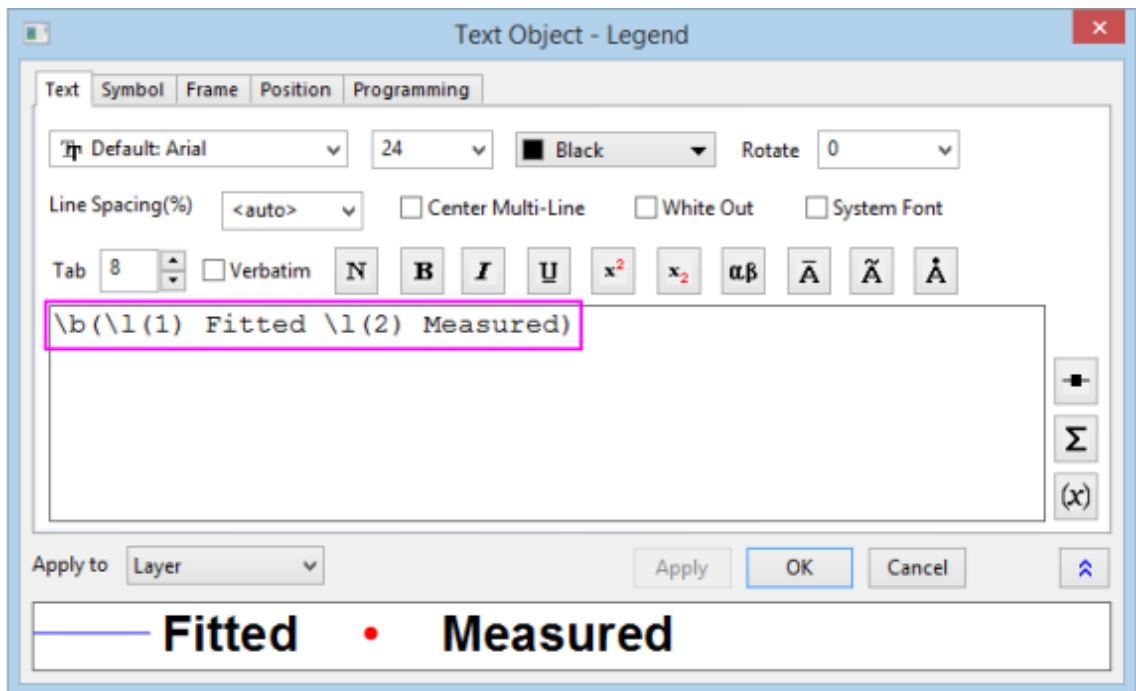 Text Object - Legend
Text Symbol Frame Position Programming
Default: Arial 24 Black Rotate 0
Line Spacing(%) <auto> Center Multi-Line White Out System Font
Tab 8 Verbatim N B I U x² x₂ αβ Ā Ã Å
\b(\l(1) Fitted \l(2) Measured)
Σ
(x)
Apply to Layer Apply OK Cancel
Fitted Measured